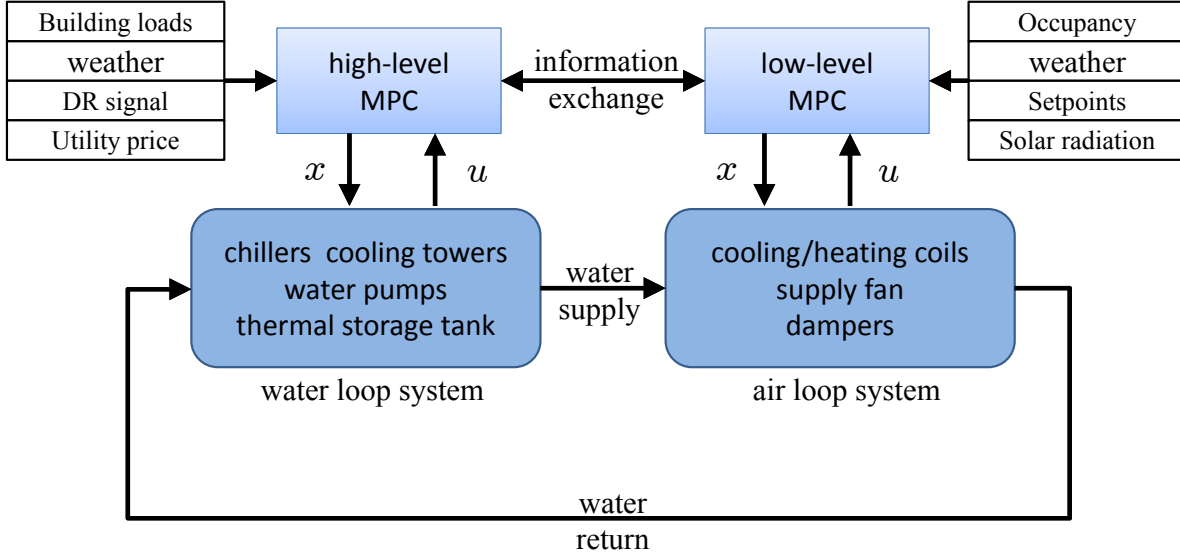 Building loads
weather
DR signal
Utility price
high-level
MPC
information
exchange
low-level
MPC
Occupancy
weather
Setpoints
Solar radiation
x
u
x
u
chillers cooling towers
water pumps
thermal storage tank
water
supply
cooling/heating coils
supply fan
dampers
water loop system
air loop system
water
return